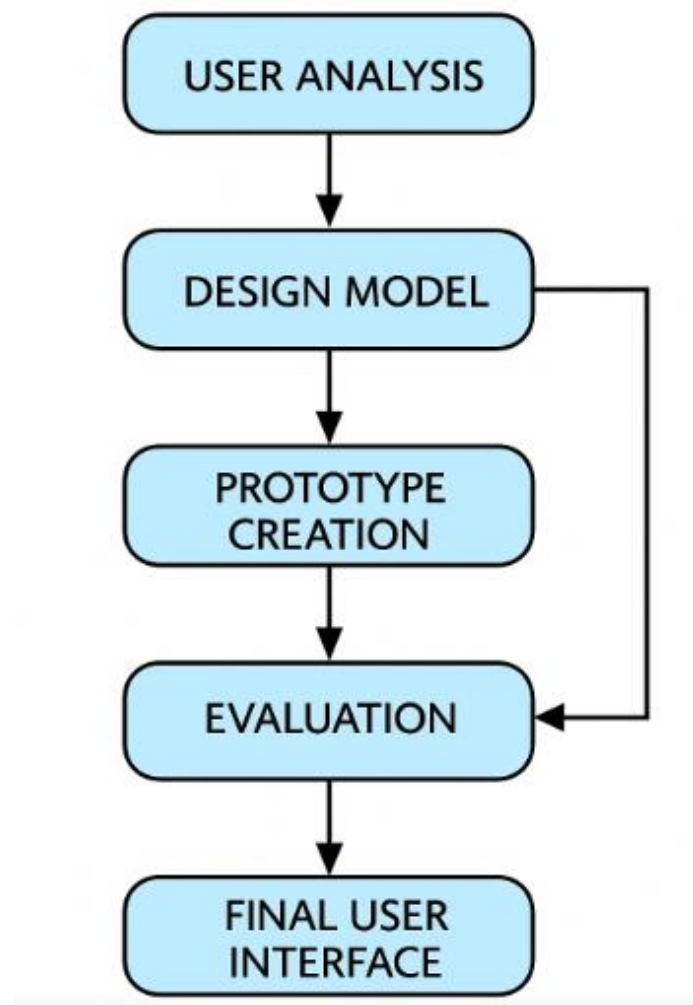 USER ANALYSIS
DESIGN MODEL
PROTOTYPE
CREATION
EVALUATION
FINAL USER
INTERFACE